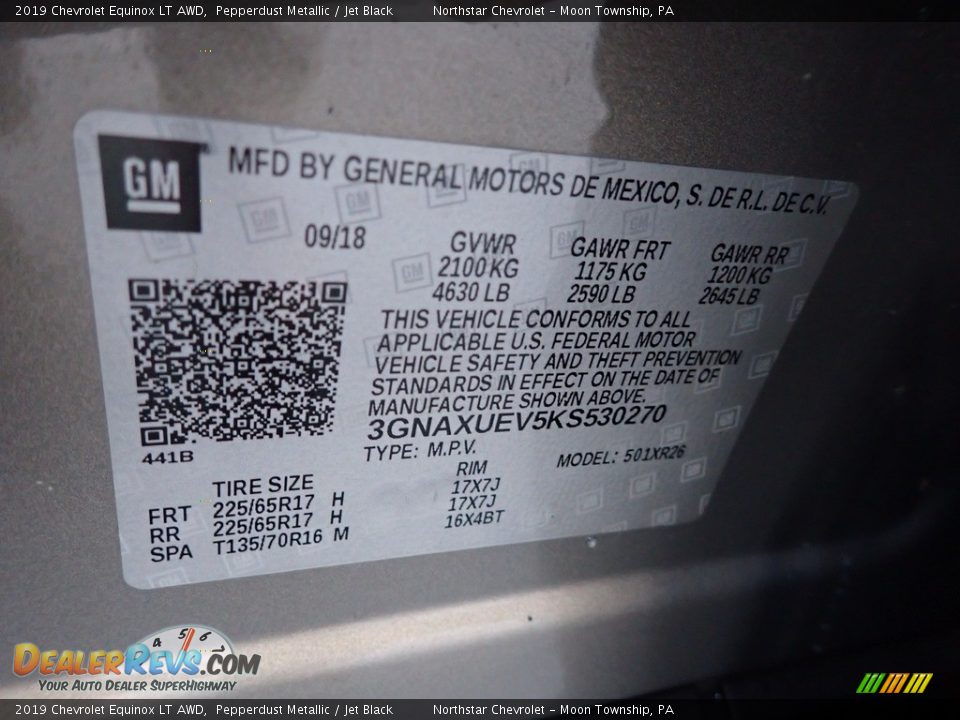 2019 Chevrolet Equinox LT AWD, Pepperdust Metallic / Jet Black Northstar Chevrolet – Moon Township, PA
GM
MFD BY GENERAL MOTORS DE MEXICO, S. DE R.L. DE C.V.
09/18
GVWR GAWR FRT GAWR RR
2100 KG 1175 KG 1200 KG
4630 LB 2590 LB 2645 LB
THIS VEHICLE CONFORMS TO ALL
APPLICABLE U.S. FEDERAL MOTOR
VEHICLE SAFETY AND THEFT PREVENTION
STANDARDS IN EFFECT ON THE DATE OF
MANUFACTURE SHOWN ABOVE.
3GNAXUEV5KS530270
441B
TYPE: M.P.V. MODEL: 501XR26
TIRE SIZE RIM
FRT 225/65R17 H 17X7J
RR 225/65R17 H 17X7J
SPA T135/70R16 M 16X4BT
4 5 6
DEALERREVS.COM
YOUR AUTO DEALER SUPERHIGHWAY
2019 Chevrolet Equinox LT AWD, Pepperdust Metallic / Jet Black Northstar Chevrolet – Moon Township, PA